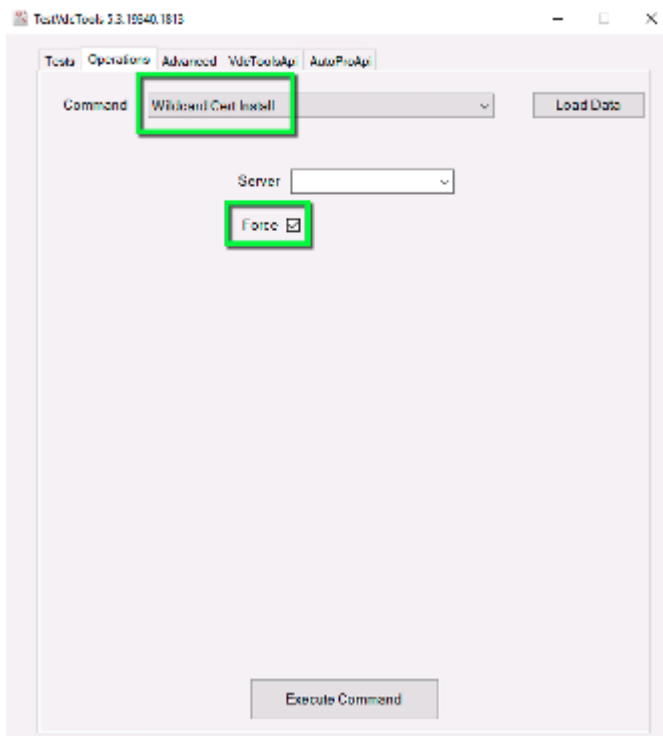 TestVdcTools 5.3.19340.1813
Tests Operations Advanced VdcToolsApi AutoProApi
Command Wildcard Cert Install Load Data
Server
Force
Execute Command